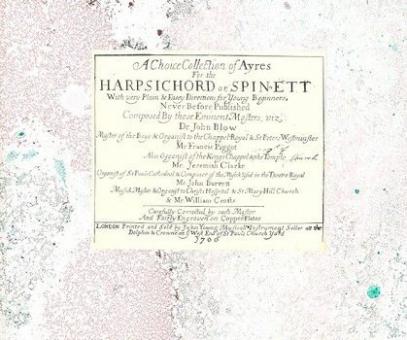 A Choice Collection of Ayres
For the
HARPSICHORD or SPINETT
With very Plain & Easey Directions for Young Beginners,
Never Before Published
Composed By these Eminent Masters, viz,
Dr John Blow
Master of the Boys & Organist to the Chappel Royal & St Peters Westminster
Mr Francis Piggot
Also Organist of the Kings Chappel & the Temple
Mr. Jeremiah Clarke
Organist of St Pauls Cathedral & Composer of the Musick Used in the Theatre Royal
Mr John Barrett
Musick Master & Organist to Christs Hospital & St Mary Hill Church
& Mr William Crofts
Carefully Corrected by each Master
And Fairly Engraven on Copper Plates
LONDON Printed and Sold by John Young Musical Instrument Seller at the
Dolphin & Crown at West End of St Pauls Church Yard
1700